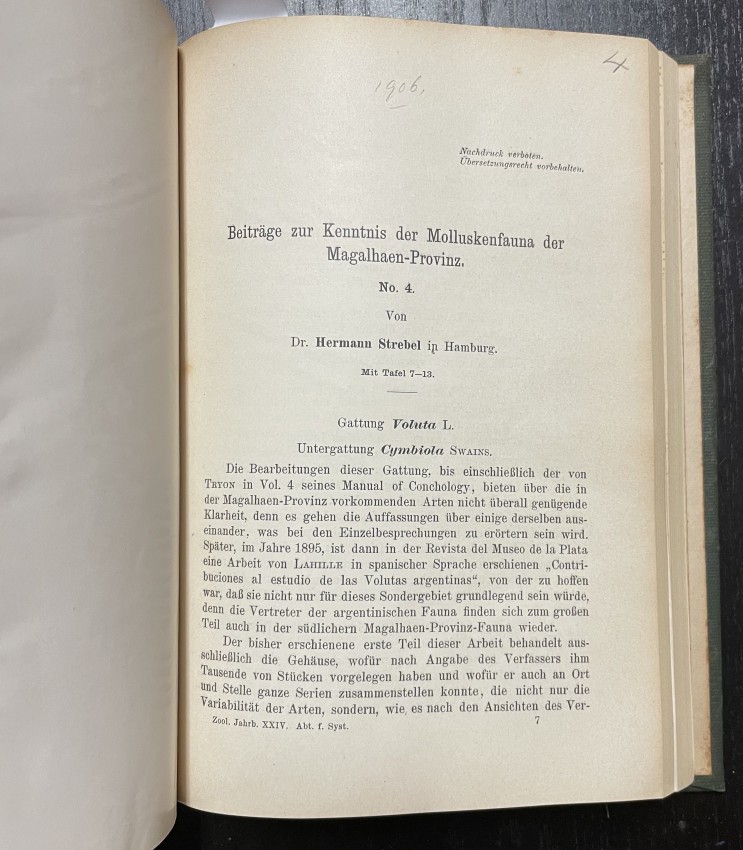 1906.
4
Nachdruck verboten.
Übersetzungsrecht vorbehalten.
Beiträge zur Kenntnis der Molluskenfauna der
Magalhaen-Provinz.
No. 4.
Von
Dr. Hermann Strebel in Hamburg.
Mit Tafel 7—13.
Gattung Voluta L.
Untergattung Cymbiola SWAINS.
Die Bearbeitungen dieser Gattung, bis einschließlich der von
TRYON in Vol. 4 seines Manual of Conchology, bieten über die in
der Magalhaen-Provinz vorkommenden Arten nicht überall genügende
Klarheit, denn es gehen die Auffassungen über einige derselben aus-
einander, was bei den Einzelbesprechungen zu erörtern sein wird.
Später, im Jahre 1895, ist dann in der Revista del Museo de la Plata
eine Arbeit von LAHILLE in spanischer Sprache erschienen „Contri-
buciones al estudio de las Volutas argentinas“, von der zu hoffen
war, daß sie nicht nur für dieses Sondergebiet grundlegend sein würde,
denn die Vertreter der argentinischen Fauna finden sich zum großen
Teil auch in der südlichern Magalhaen-Provinz-Fauna wieder.
Der bisher erschienene erste Teil dieser Arbeit behandelt aus-
schließlich die Gehäuse, wofür nach Angabe des Verfassers ihm
Tausende von Stücken vorgelegen haben und wofür er auch an Ort
und Stelle ganze Serien zusammenstellen konnte, die nicht nur die
Variabilität der Arten, sondern, wie es nach den Ansichten des Ver-
Zool. Jahrb. XXIV. Abt. f. Syst. 7